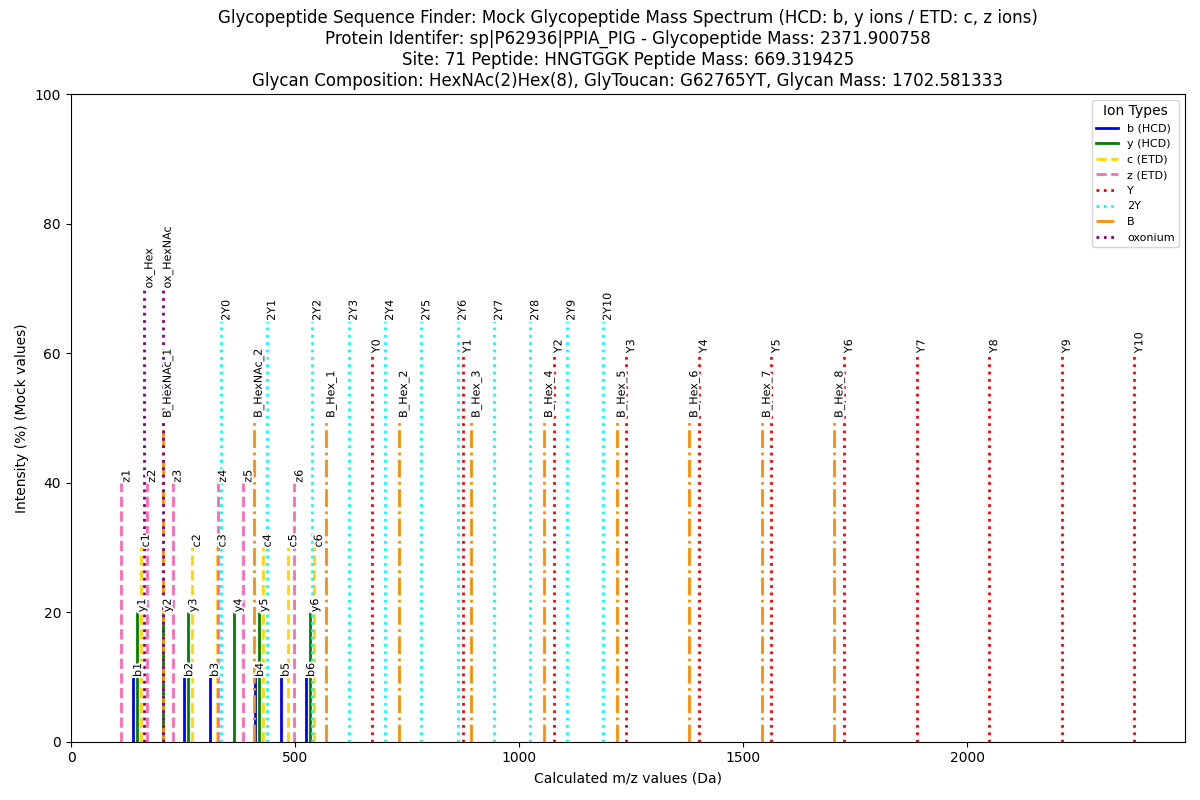 Glycopeptide Sequence Finder: Mock Glycopeptide Mass Spectrum (HCD: b, y ions / ETD: c, z ions)
Protein Identifer: sp|P62936|PPIA_PIG - Glycopeptide Mass: 2371.900758
Site: 71 Peptide: HNGTGGK Peptide Mass: 669.319425
Glycan Composition: HexNAc(2)Hex(8), GlyToucan: G62765YT, Glycan Mass: 1702.581333
Ion Types
b (HCD)
y (HCD)
c (ETD)
z (ETD)
Y
2Y
B
oxonium
Intensity (%) (Mock values)
100
80
60
40
20
0
ox_Hex
ox_HexNAc
2Y0
2Y1
2Y2
2Y3
2Y4
2Y5
2Y6
2Y7
2Y8
2Y9
2Y10
Y0
Y1
Y2
Y3
Y4
Y5
Y6
Y7
Y8
Y9
Y10
B_HexNAc_1
B_HexNAc_2
B_Hex_1
B_Hex_2
B_Hex_3
B_Hex_4
B_Hex_5
B_Hex_6
B_Hex_7
B_Hex_8
z1
z2
z3
z4
z5
z6
c1
c2
c3
c4
c5
c6
y1
y2
y3
y4
y5
y6
b1
b2
b3
b4
b5
b6
0
500
1000
1500
2000
Calculated m/z values (Da)